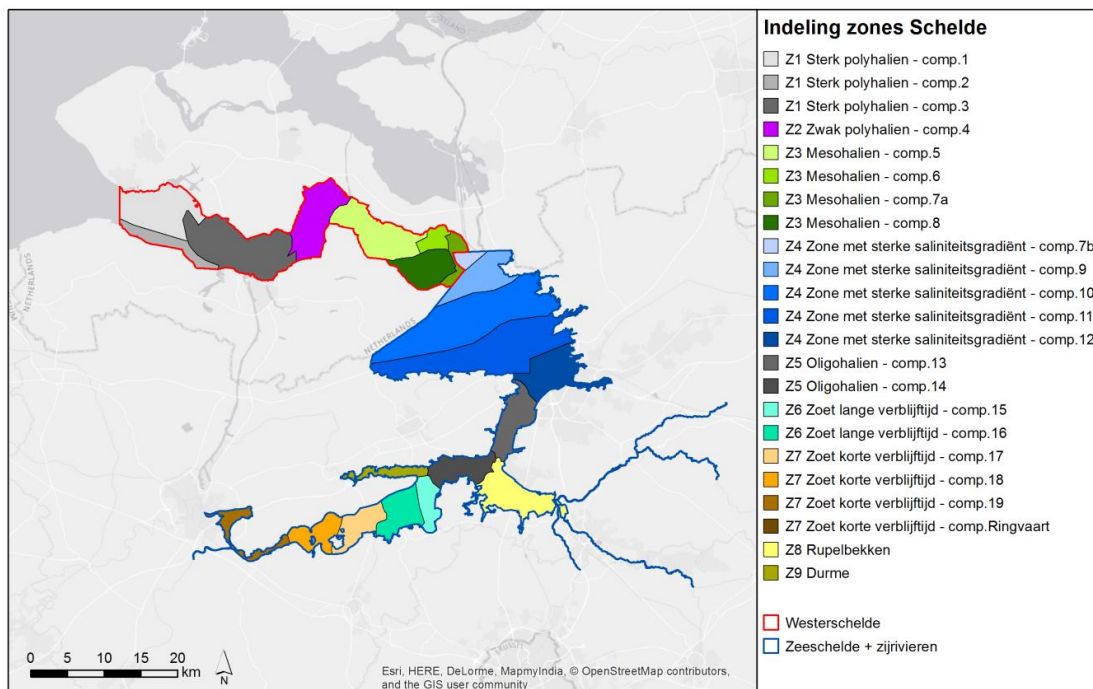 Indeling zones Schelde
Z1 Sterk polyhalien - comp.1
Z1 Sterk polyhalien - comp.2
Z1 Sterk polyhalien - comp.3
Z2 Zwak polyhalien - comp.4
Z3 Mesohalien - comp.5
Z3 Mesohalien - comp.6
Z3 Mesohalien - comp.7a
Z3 Mesohalien - comp.8
Z4 Zone met sterke saliniteitsgradiënt - comp.7b
Z4 Zone met sterke saliniteitsgradiënt - comp.9
Z4 Zone met sterke saliniteitsgradiënt - comp.10
Z4 Zone met sterke saliniteitsgradiënt - comp.11
Z4 Zone met sterke saliniteitsgradiënt - comp.12
Z5 Oligohalien - comp.13
Z5 Oligohalien - comp.14
Z6 Zoet lange verblijftijd - comp.15
Z6 Zoet lange verblijftijd - comp.16
Z7 Zoet korte verblijftijd - comp.17
Z7 Zoet korte verblijftijd - comp.18
Z7 Zoet korte verblijftijd - comp.19
Z7 Zoet korte verblijftijd - comp.Ringvaart
Z8 Rupelbekken
Z9 Durme
Westerschelde
Zeeschelde + zijrivieren
NETHERLANDS
NETHERLANDS
0 5 10 15 20
km
N
Esri, HERE, DeLorme, MapmyIndia, © OpenStreetMap contributors,
and the GIS user community